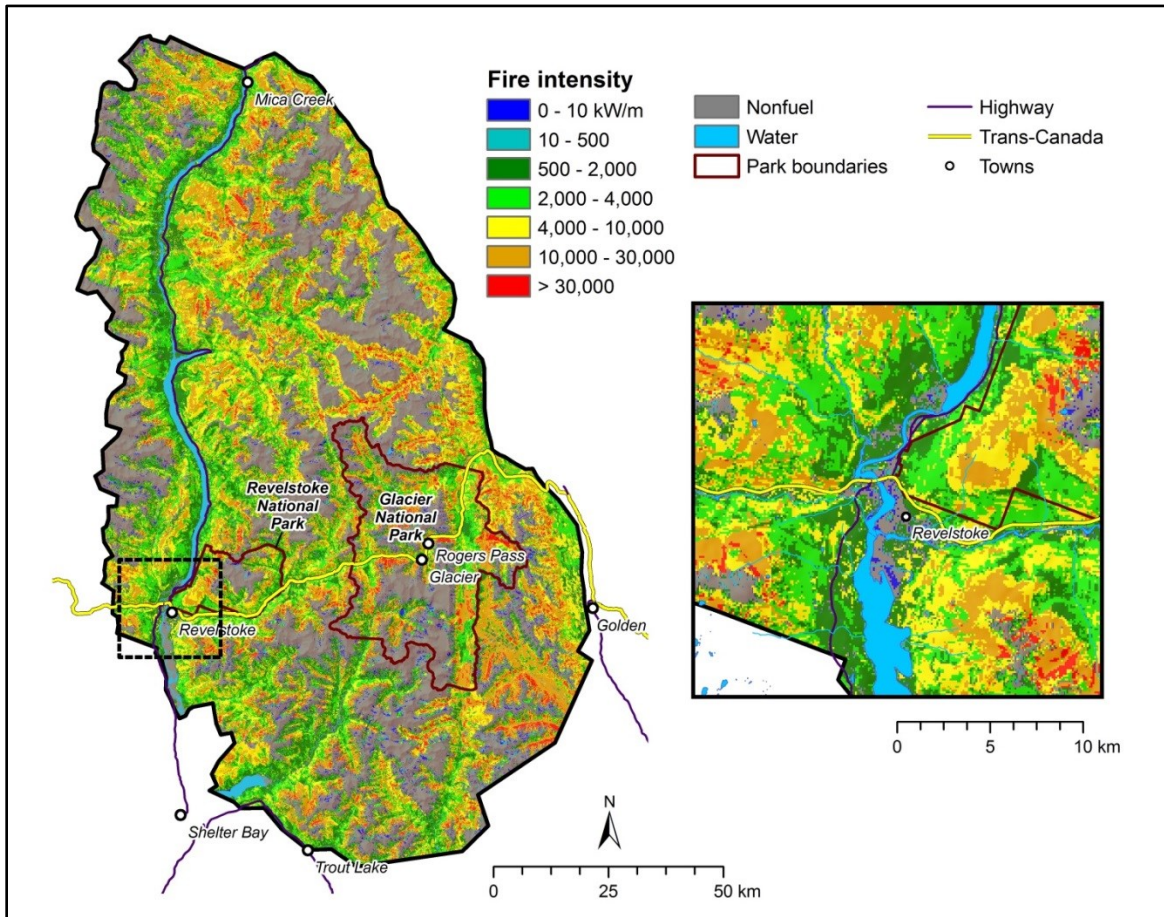 Fire intensity
0 - 10 kW/m
10 - 500
500 - 2,000
2,000 - 4,000
4,000 - 10,000
10,000 - 30,000
> 30,000
Nonfuel
Water
Park boundaries
Highway
Trans-Canada
Towns
Mica Creek
Revelstoke
National
Park
Glacier
National
Park
Rogers Pass
Glacier
Revelstoke
Golden
Shelter Bay
Trout Lake
N
0 25 50 km
Revelstoke
0 5 10 km